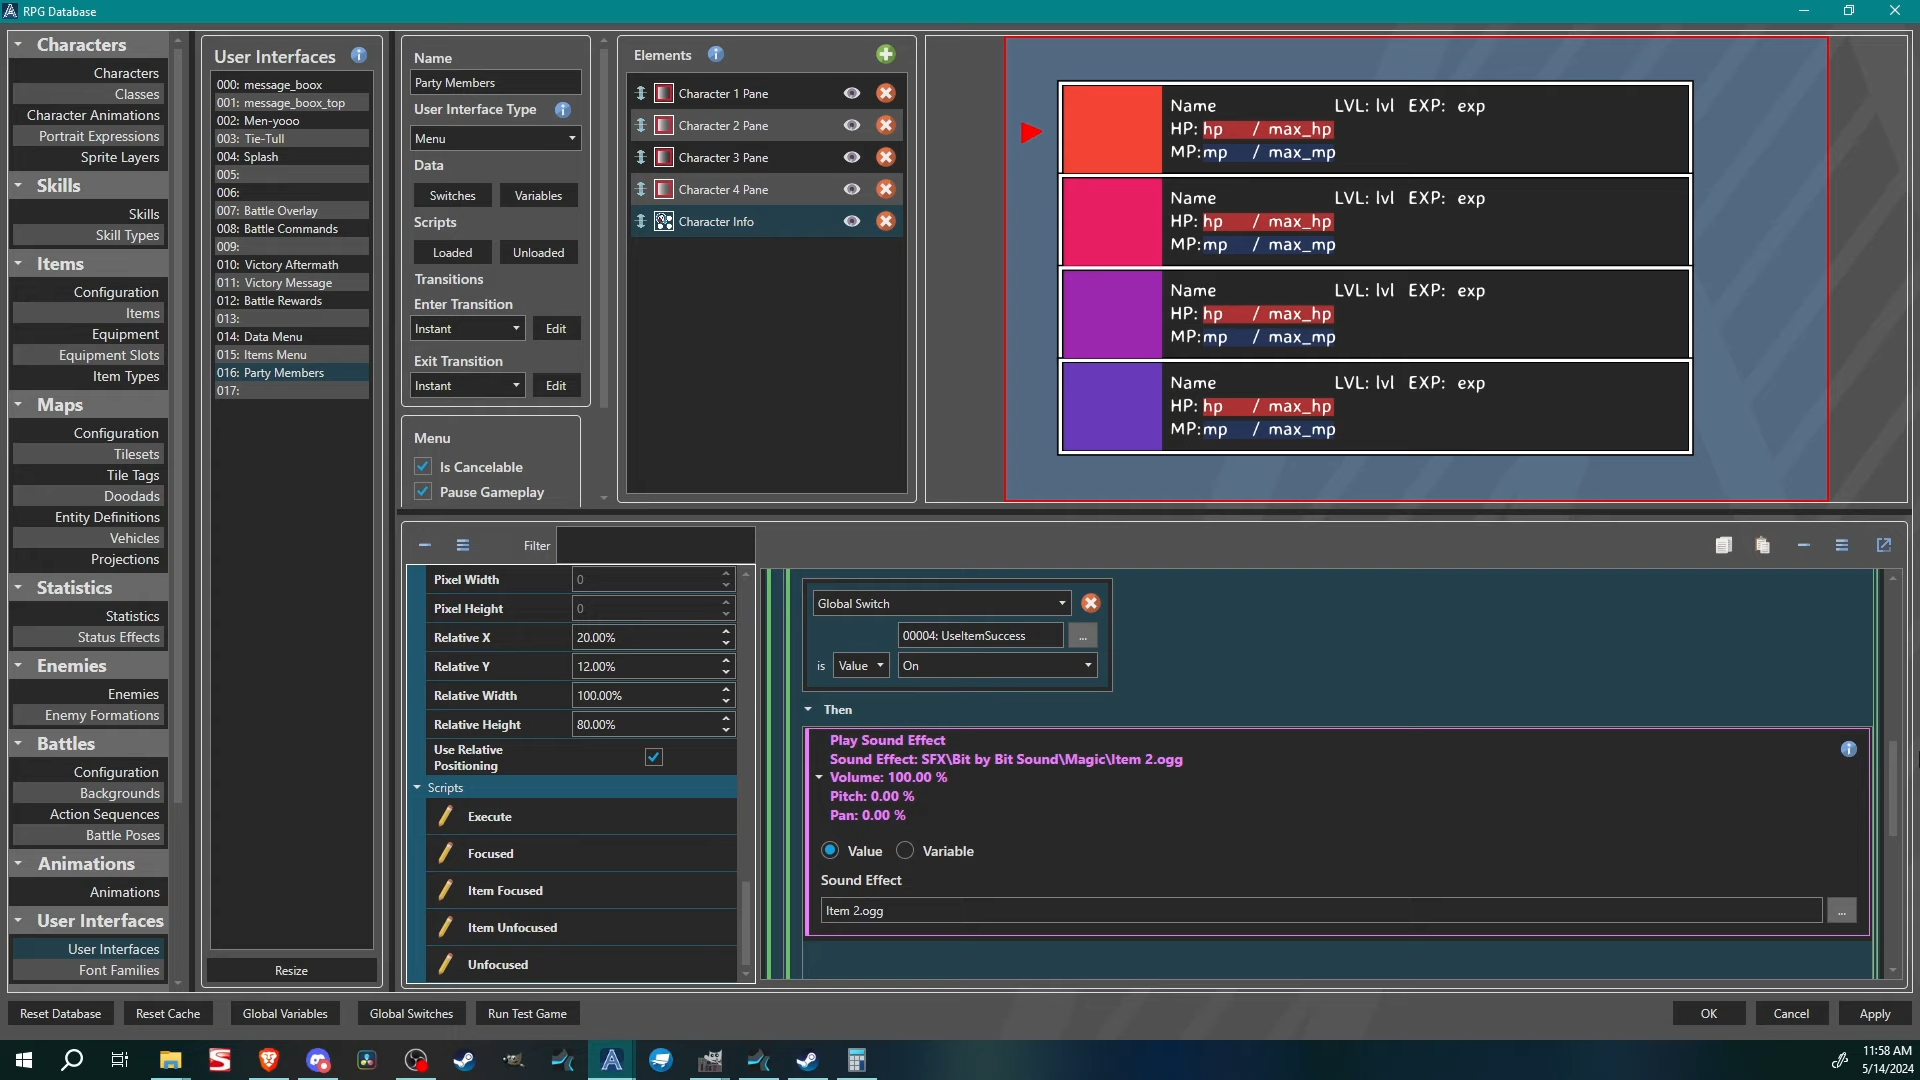 RPG Database
Characters
Characters
Classes
Character Animations
Portrait Expressions
Sprite Layers
Skills
Skills
Skill Types
Items
Configuration
Items
Equipment
Equipment Slots
Item Types
Maps
Configuration
Tilesets
Tile Tags
Doodads
Entity Definitions
Vehicles
Projections
Statistics
Statistics
Status Effects
Enemies
Enemies
Enemy Formations
Battles
Configuration
Backgrounds
Action Sequences
Battle Poses
Animations
Animations
User Interfaces
User Interfaces
Font Families
User Interfaces
000: message_boox
001: message_boox_top
002: Men-yooo
003: Tie-Tull
004: Splash
005:
006:
007: Battle Overlay
008: Battle Commands
009:
010: Victory Aftermath
011: Victory Message
012: Battle Rewards
013:
014: Data Menu
015: Items Menu
016: Party Members
017:
Resize
Name
Party Members
User Interface Type
Menu
Data
Switches Variables
Scripts
Loaded Unloaded
Transitions
Enter Transition
Instant Edit
Exit Transition
Instant Edit
Menu
Is Cancelable
Pause Gameplay
Elements
Character 1 Pane
Character 2 Pane
Character 3 Pane
Character 4 Pane
Character Info
Name LVL: lvl EXP: exp
HP: hp / max_hp
MP:mp / max_mp
Name LVL: lvl EXP: exp
HP: hp / max_hp
MP:mp / max_mp
Name LVL: lvl EXP: exp
HP: hp / max_hp
MP:mp / max_mp
Name LVL: lvl EXP: exp
HP: hp / max_hp
MP:mp / max_mp
Filter
Pixel Width 0
Pixel Height 0
Relative X 20.00%
Relative Y 12.00%
Relative Width 100.00%
Relative Height 80.00%
Use Relative
Positioning
Scripts
Execute
Focused
Item Focused
Item Unfocused
Unfocused
Global Switch
00004: UseItemSuccess ...
is Value On
Then
Play Sound Effect
Sound Effect: SFX\Bit by Bit Sound\Magic\Item 2.ogg
Volume: 100.00 %
Pitch: 0.00 %
Pan: 0.00 %
Value Variable
Sound Effect
Item 2.ogg ...
Reset Database Reset Cache Global Variables Global Switches Run Test Game OK Cancel Apply
11:58 AM
5/14/2024